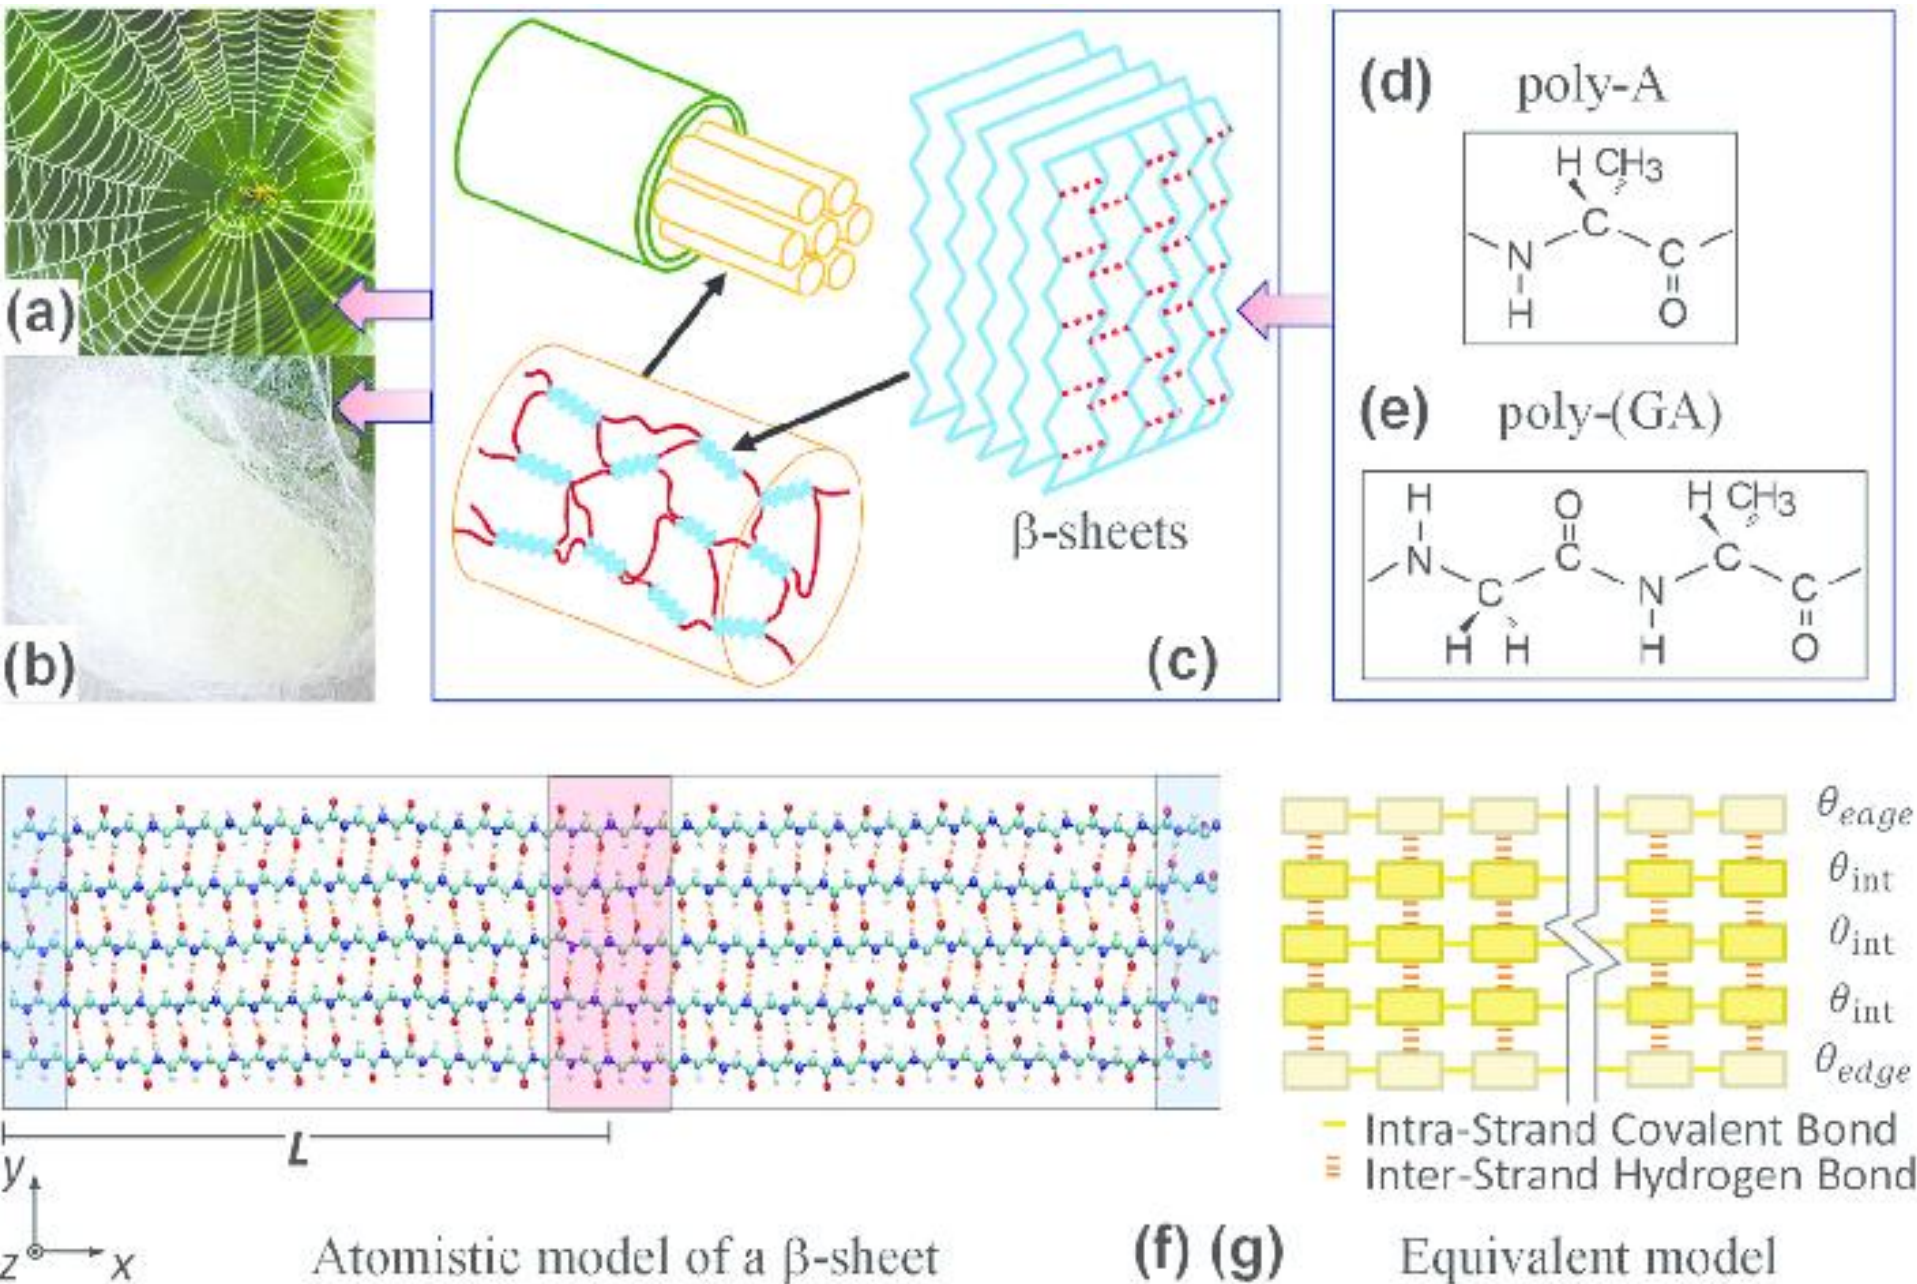 (a)
(b)
β-sheets
(c)
(d) poly-A
H CH3
C
N C
H O
(e) poly-(GA)
H O H CH3
N C C
C N C
H H H O
L
y
z x
Atomistic model of a β-sheet
(f)
θeage
θint
θint
θint
θedge
Intra-Strand Covalent Bond
Inter-Strand Hydrogen Bond
(g) Equivalent model